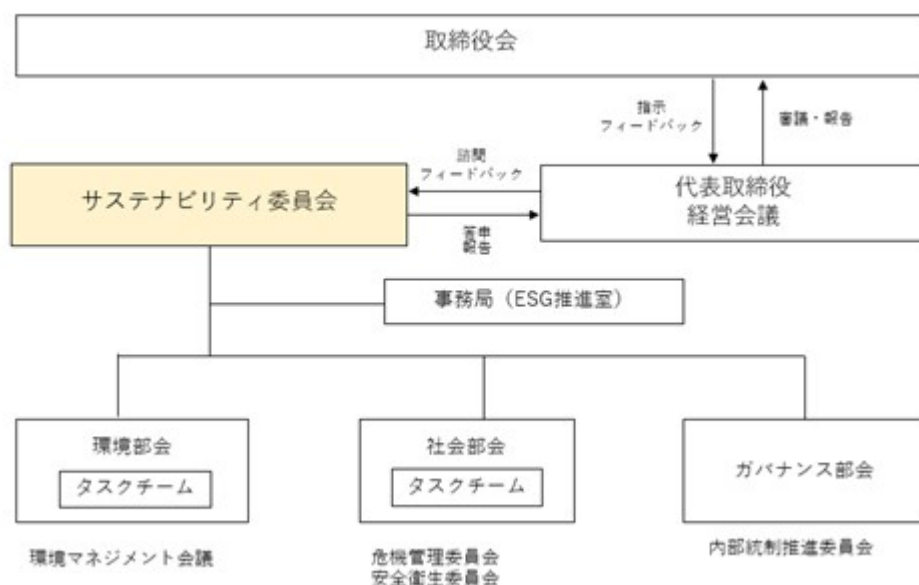 取締役会
指示
フィードバック
審議・報告
諮問
フィードバック
サステナビリティ委員会
代表取締役
経営会議
答申
報告
事務局（ESG推進室）
環境部会
タスクチーム
社会部会
タスクチーム
ガバナンス部会
環境マネジメント会議
危機管理委員会
安全衛生委員会
内部統制推進委員会